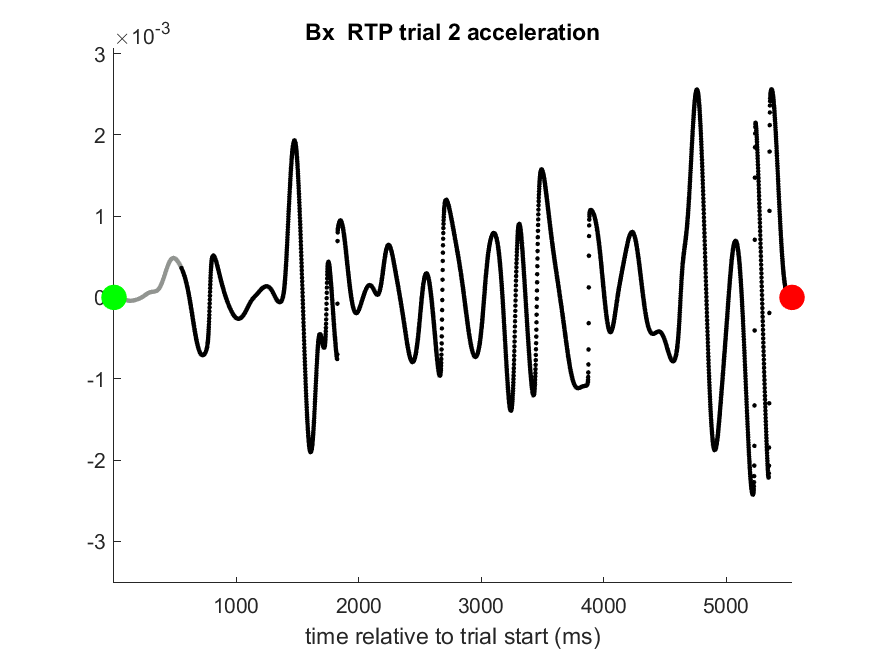 Bx  RTP trial 2 acceleration
×10-3
3
2
1
0
-1
-2
-3
1000 2000 3000 4000 5000
time relative to trial start (ms)